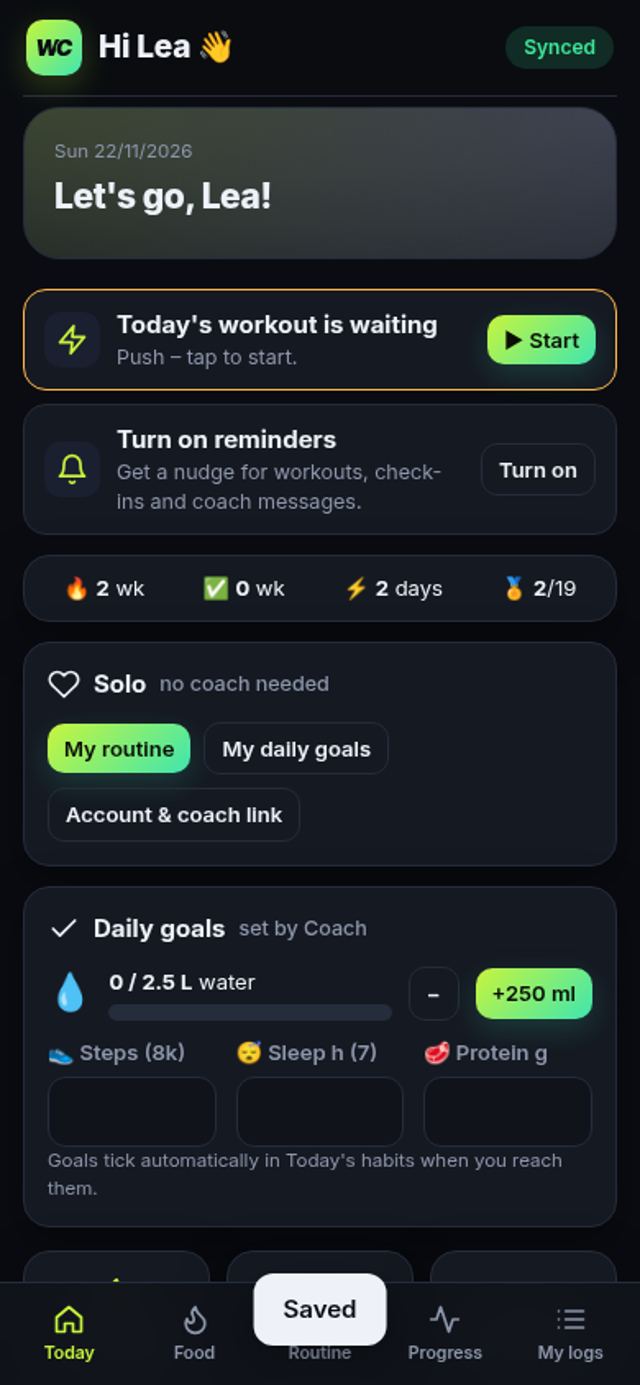 WC Hi Lea 👋 Synced
Sun 22/11/2026
Let's go, Lea!
Today's workout is waiting
Push – tap to start.
▶ Start
Turn on reminders
Get a nudge for workouts, check-
ins and coach messages.
Turn on
🔥 2 wk ✅ 0 wk ⚡ 2 days 🏅 2/19
Solo no coach needed
My routine My daily goals
Account & coach link
Daily goals set by Coach
0 / 2.5 L water – +250 ml
👟 Steps (8k) 😴 Sleep h (7) 🥩 Protein g
Goals tick automatically in Today's habits when you reach
them.
Saved
Today Food Routine Progress My logs